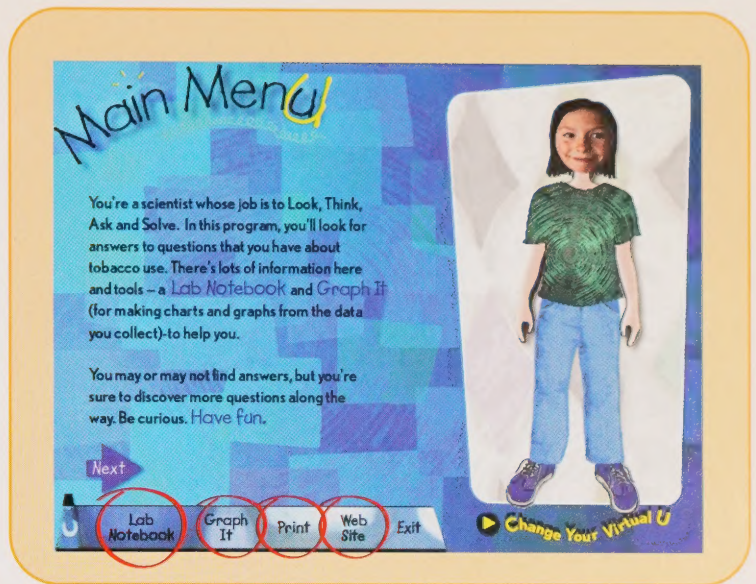 Main Menu
You're a scientist whose job is to Look, Think,
Ask and Solve. In this program, you'll look for
answers to questions that you have about
tobacco use. There's lots of information here
and tools – a Lab Notebook and Graph It
(for making charts and graphs from the data
you collect)-to help you.
You may or may not find answers, but you're
sure to discover more questions along the
way. Be curious. Have fun.
Next
U
Lab
Notebook
Graph
It
Print
Web
Site
Exit
Change Your Virtual U